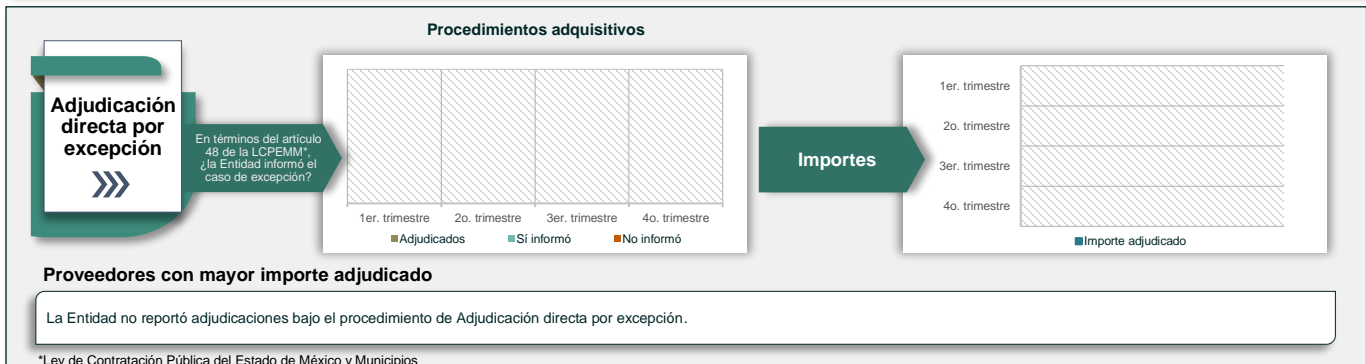 Procedimientos adquisitivos
Adjudicación
directa por
excepción
En términos del artículo
48 de la LCPEMM*,
¿la Entidad informó el
caso de excepción?
1er. trimestre 2o. trimestre 3er. trimestre 4o. trimestre
Adjudicados Sí informó No informó
Importes
1er. trimestre
2o. trimestre
3er. trimestre
4o. trimestre
Importe adjudicado
Proveedores con mayor importe adjudicado
La Entidad no reportó adjudicaciones bajo el procedimiento de Adjudicación directa por excepción.
*Ley de Contratación Pública del Estado de México y Municipios